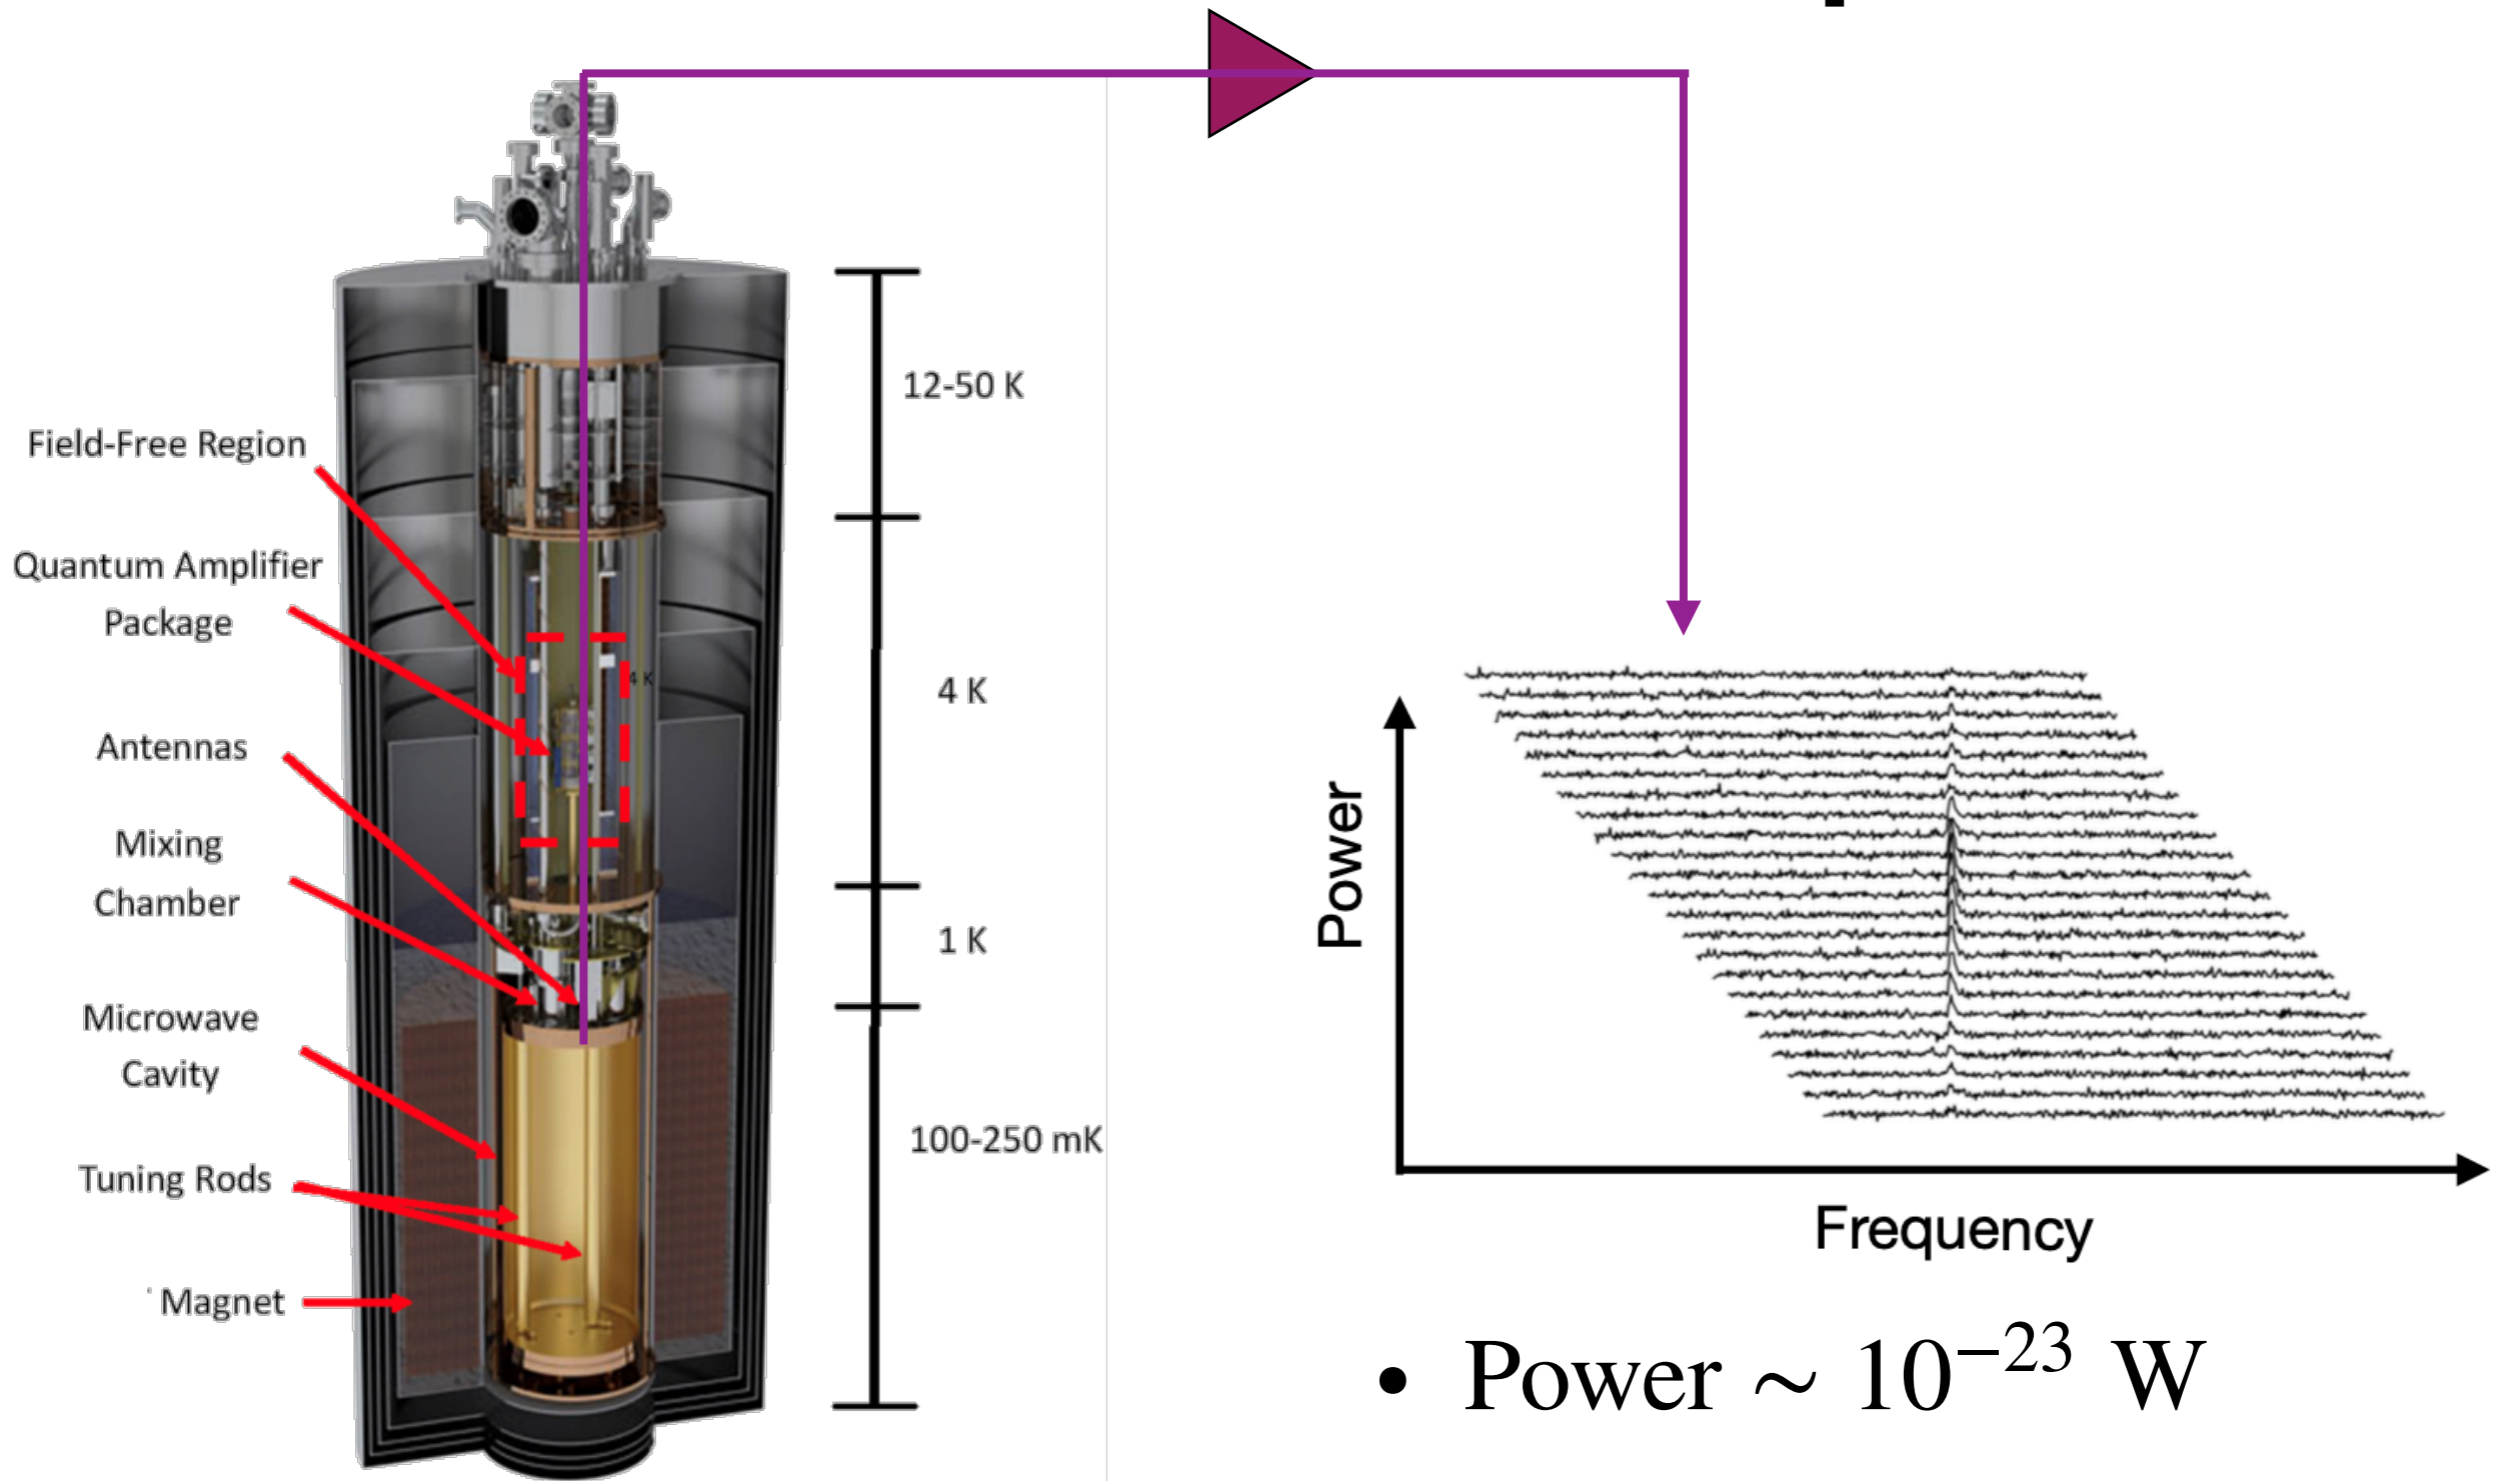 Field-Free Region
Quantum Amplifier
Package
Antennas
Mixing
Chamber
Microwave
Cavity
Tuning Rods
Magnet
12-50 K
4 K
4 K
1 K
100-250 mK
Power
Frequency
• Power ~ 10⁻²³ W